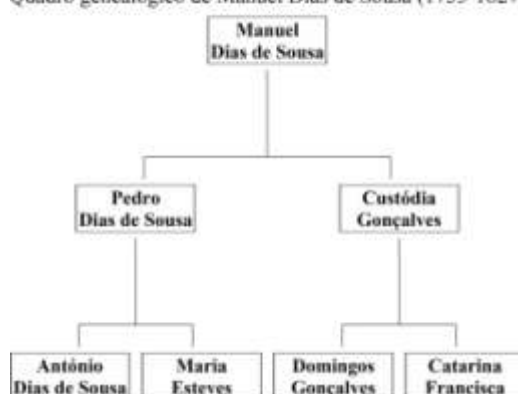 Quadro genealógico de Manuel Dias de Sousa
Manuel
Dias de Sousa
Pedro
Dias de Sousa
Custódia
Gonçalves
António
Dias de Sousa
Maria
Esteves
Domingos
Gonçalves
Catarina
Francisca